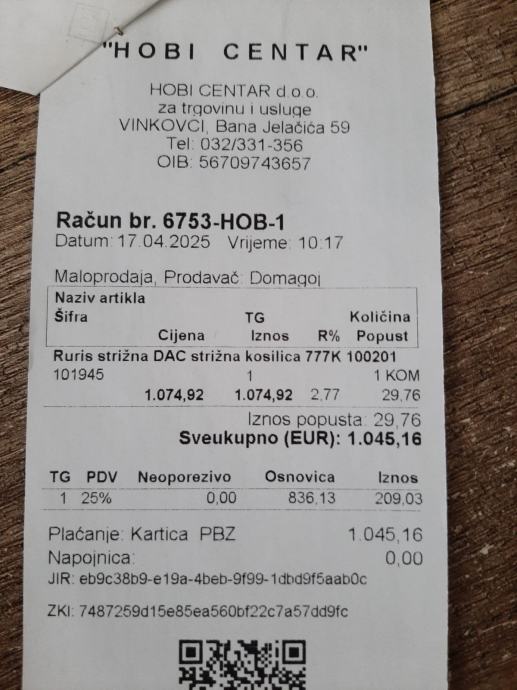 "HOBI CENTAR"
HOBI CENTAR d.o.o.
za trgovinu i usluge
VINKOVCI, Bana Jelačića 59
Tel: 032/331-356
OIB: 56709743657
Račun br. 6753-HOB-1
Datum: 17.04.2025 Vrijeme: 10:17
Maloprodaja, Prodavač: Domagoj
Naziv artikla
Šifra TG Količina
Cijena Iznos R% Popust
Ruris strižna DAC strižna kosilica 777K 100201
101945 1 1 KOM
1.074,92 1.074,92 2,77 29,76
Iznos popusta: 29,76
Sveukupno (EUR): 1.045,16
TG PDV Neoporezivo Osnovica Iznos
1 25% 0,00 836,13 209,03
Plaćanje: Kartica PBZ 1.045,16
Napojnica: 0,00
JIR: eb9c38b9-e19a-4beb-9f99-1dbd9f5aab0c
ZKI: 7487259d15e85ea560bf22c7a57dd9fc